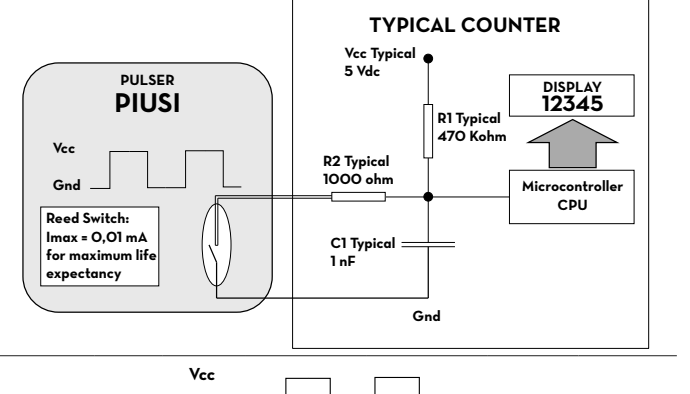 TYPICAL COUNTER
Vcc Typical
5 Vdc
PULSER
PIUSI
DISPLAY
12345
R1 Typical
470 Kohm
Vcc
R2 Typical
1000 ohm
Gnd
Microcontroller
CPU
Reed Switch:
Imax = 0,01 mA
for maximum life
expectancy
C1 Typical
1 nF
Gnd
Vcc